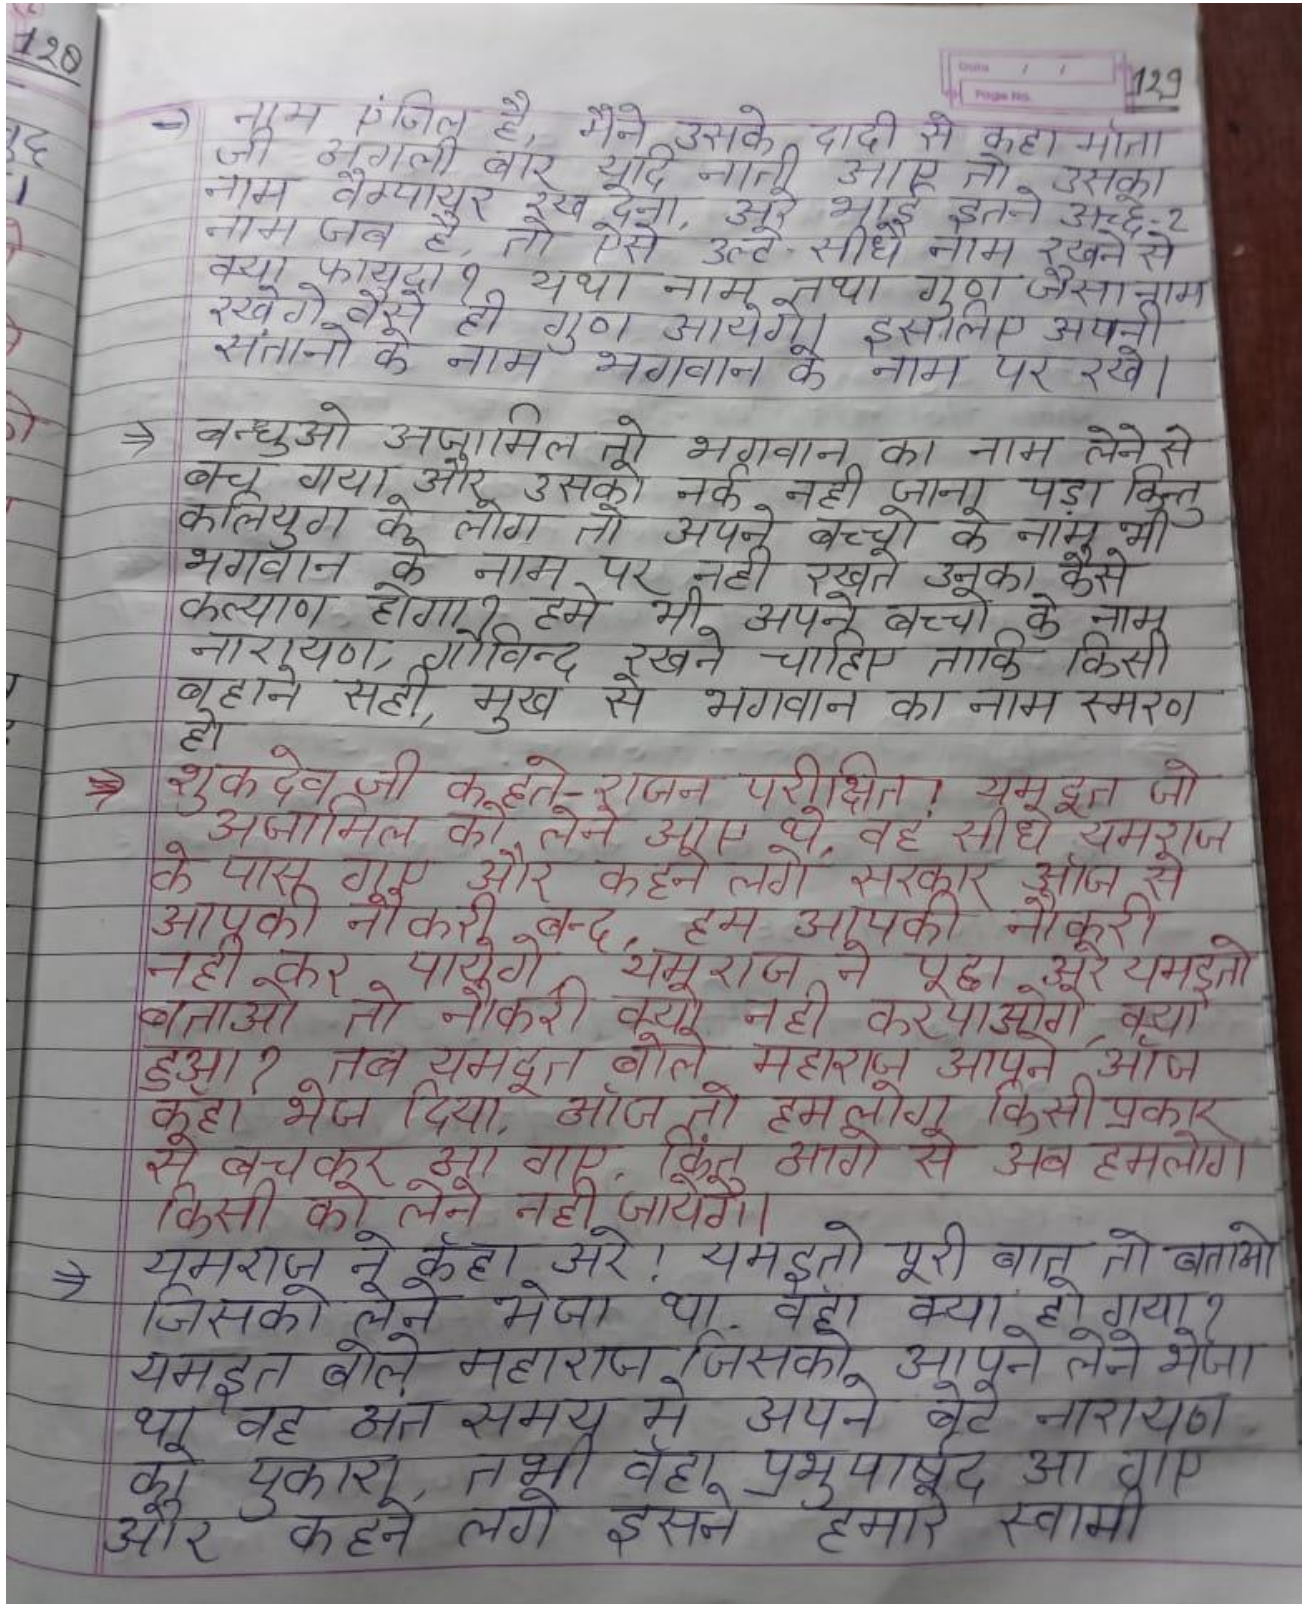 128
Date / /
Page No.
129
→ नाम एंजिल है, मैने उसके दादी से कहा माँता
जी अगली बार यदि नाती आए तो उसका
नाम वैम्पायर रख देना, अरे भाई इतने अच्छे-2
नाम जब है, तो ऐसे उल्टे-सीधे नाम रखने से
क्या फायदा? यथा नाम तथा गुण जैसा नाम
रखेगे वैसे ही गुण आयेगे। इसलिए अपनी
संतानो के नाम भगवान के नाम पर रखे।
⇒ बन्धुओ अजामिल तो भगवान का नाम लेने से
बच गया और उसको नर्क नही जाना पड़ा किन्तु
कलियुग के लोग तो अपने बच्चो के नाम भी
भगवान के नाम पर नही रखते उनका कैसे
कल्याण होगा? हमे भी अपने बच्चों के नाम
नारायण, गोविन्द रखने चाहिए ताकि किसी
बहाने सही, मुख से भगवान का नाम स्मरण
हो।
⇒ शुकदेव जी कहते-राजन परीक्षित! यमदूत जो
अजामिल को लेने आए थे, वह सीधे यमराज
के पास गए और कहने लगे सरकार आँज से
आपकी नौकरी बन्द, हम आपकी नौकरी
नही कर पायेगे, यमराज ने पूछा अरे यमदूतो
बताओ तो नौकरी क्यों नही कर पाओगे क्या
हुआ? तब यमदूत बोले महाराज आपने आँज
कहाँ भेज दिया, आँज तो हमलोग किसी प्रकार
से बचकर आ गए, किंतु आगे से अब हमलोग
किसी को लेने नही जायेगे।
⇒ यमराज ने कहा अरे! यमदूतो पूरी बात तो बताओ
जिसको लेने भेजा था वहाँ क्या हो गया?
यमदूत बोले महाराज जिसको आपने लेने भेजा
था वह अंत समय मे अपने बेटे नारायण
को पुकारा, तभी वँहा प्रभुपार्षद आ गए
और कहने लगे इसने हमारे स्वामी